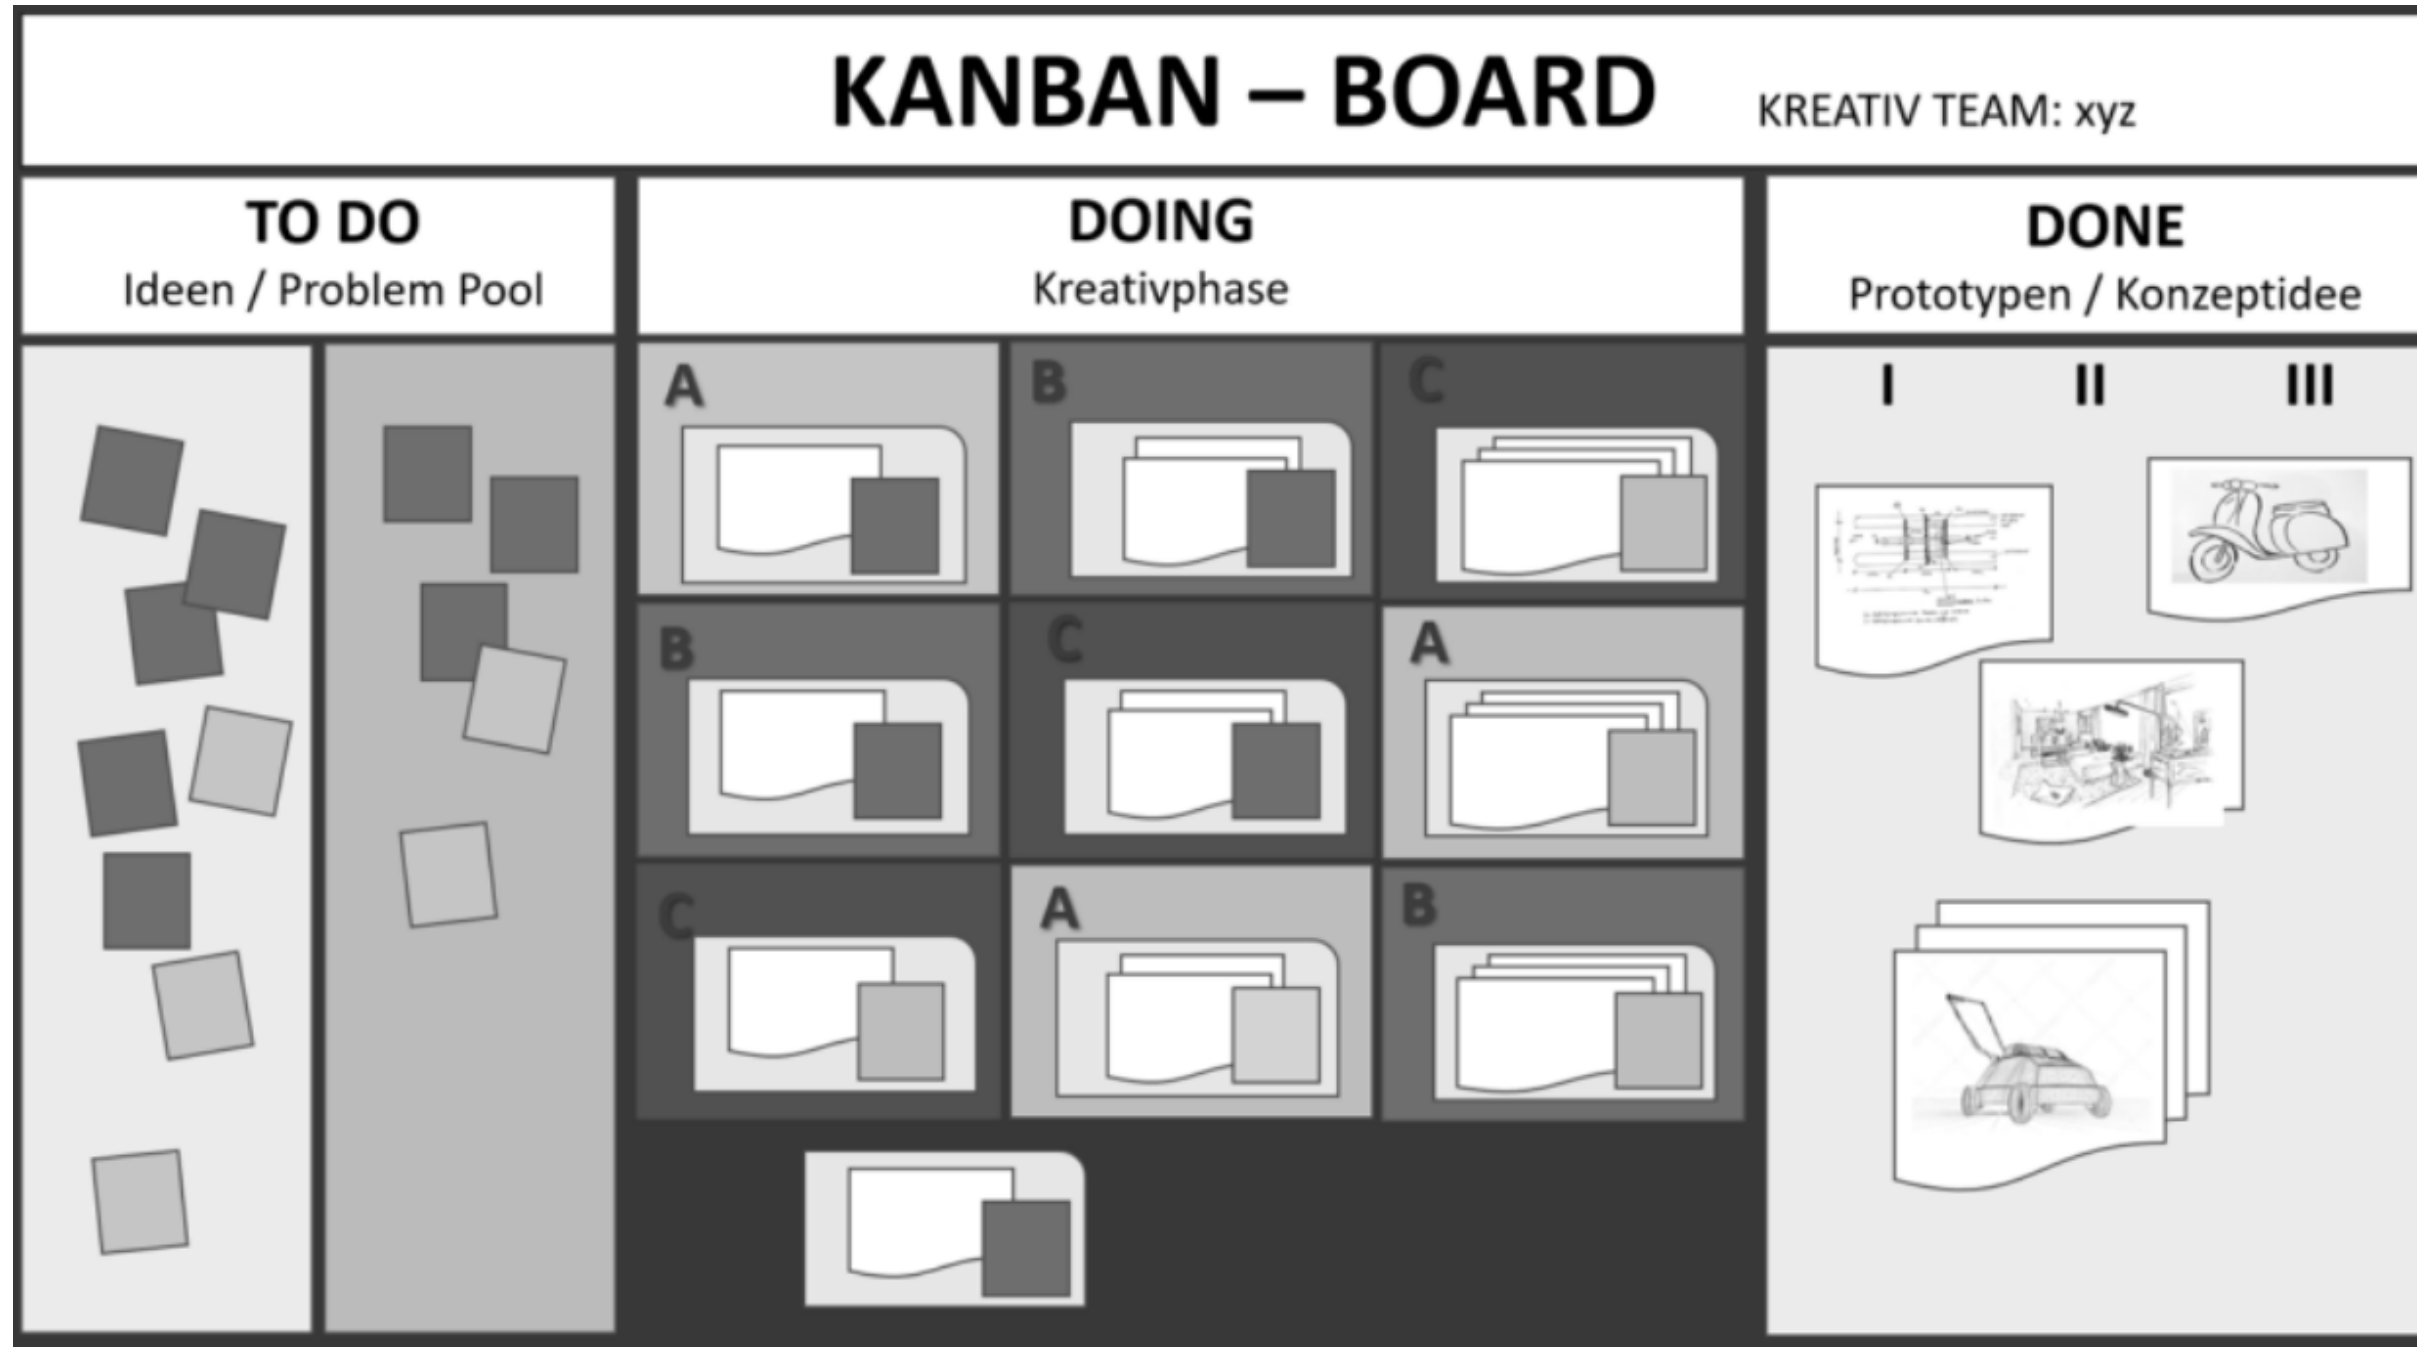 KANBAN – BOARD
KREATIV TEAM: xyz
TO DO
Ideen / Problem Pool
DOING
Kreativphase
DONE
Prototypen / Konzeptidee
A
B
C
B
C
A
C
A
B
I
II
III